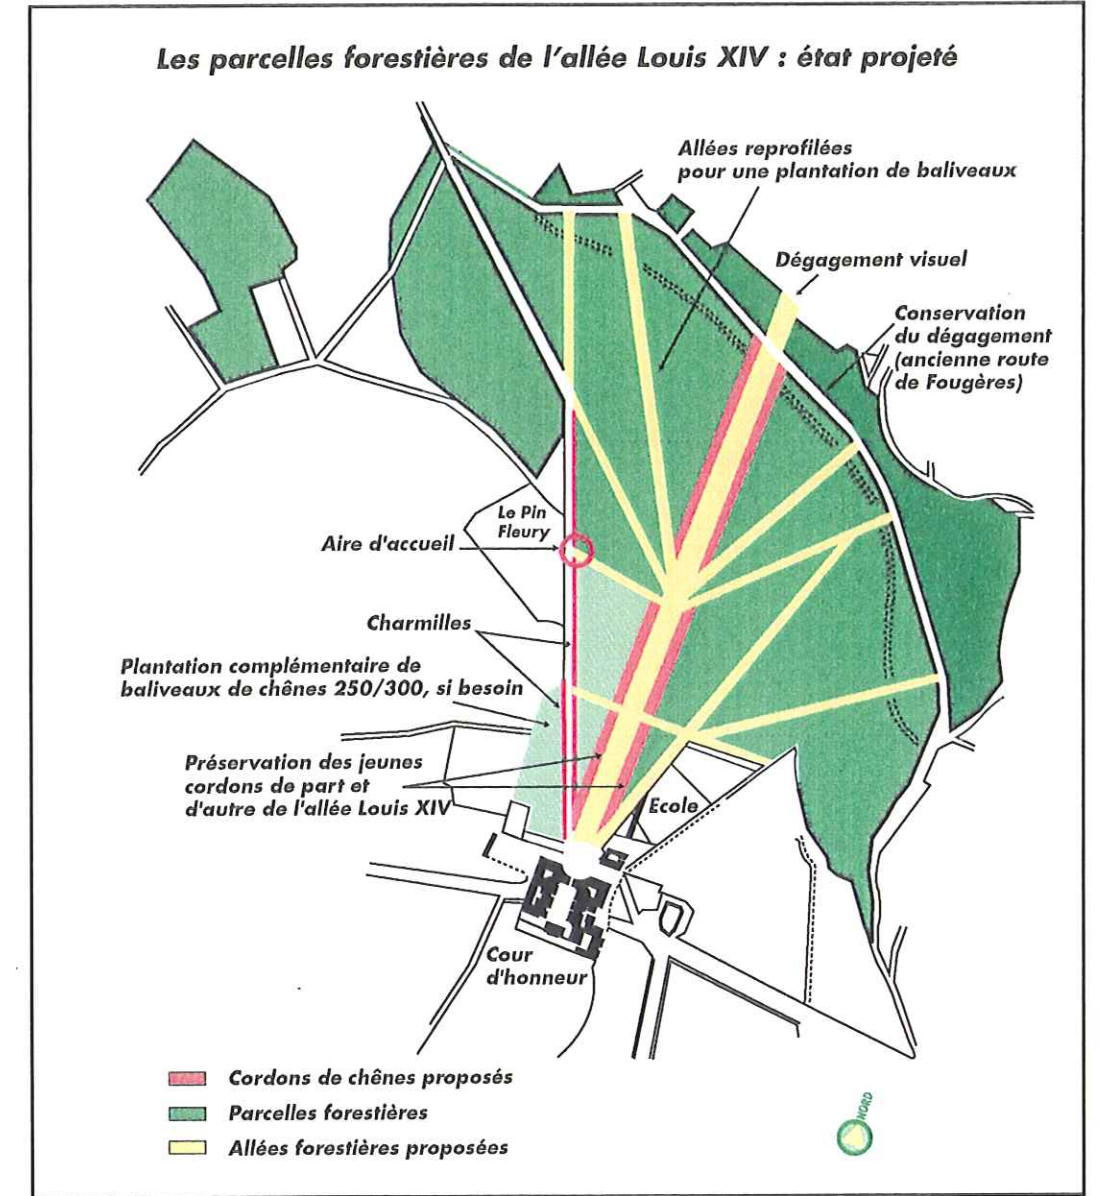 Les parcelles forestières de l'allée Louis XIV : état projeté
Allées reprofilées
pour une plantation de baliveaux
Dégagement visuel
Conservation
du dégagement
(ancienne route
de Fougères)
Le Pin
Fleury
Aire d'accueil
Charmilles
Plantation complémentaire de
baliveaux de chênes 250/300, si besoin
Préservation des jeunes
cordons de part et
d'autre de l'allée Louis XIV
Ecole
Cour
d'honneur
Cordons de chênes proposés
Parcelles forestières
Allées forestières proposées
NORD